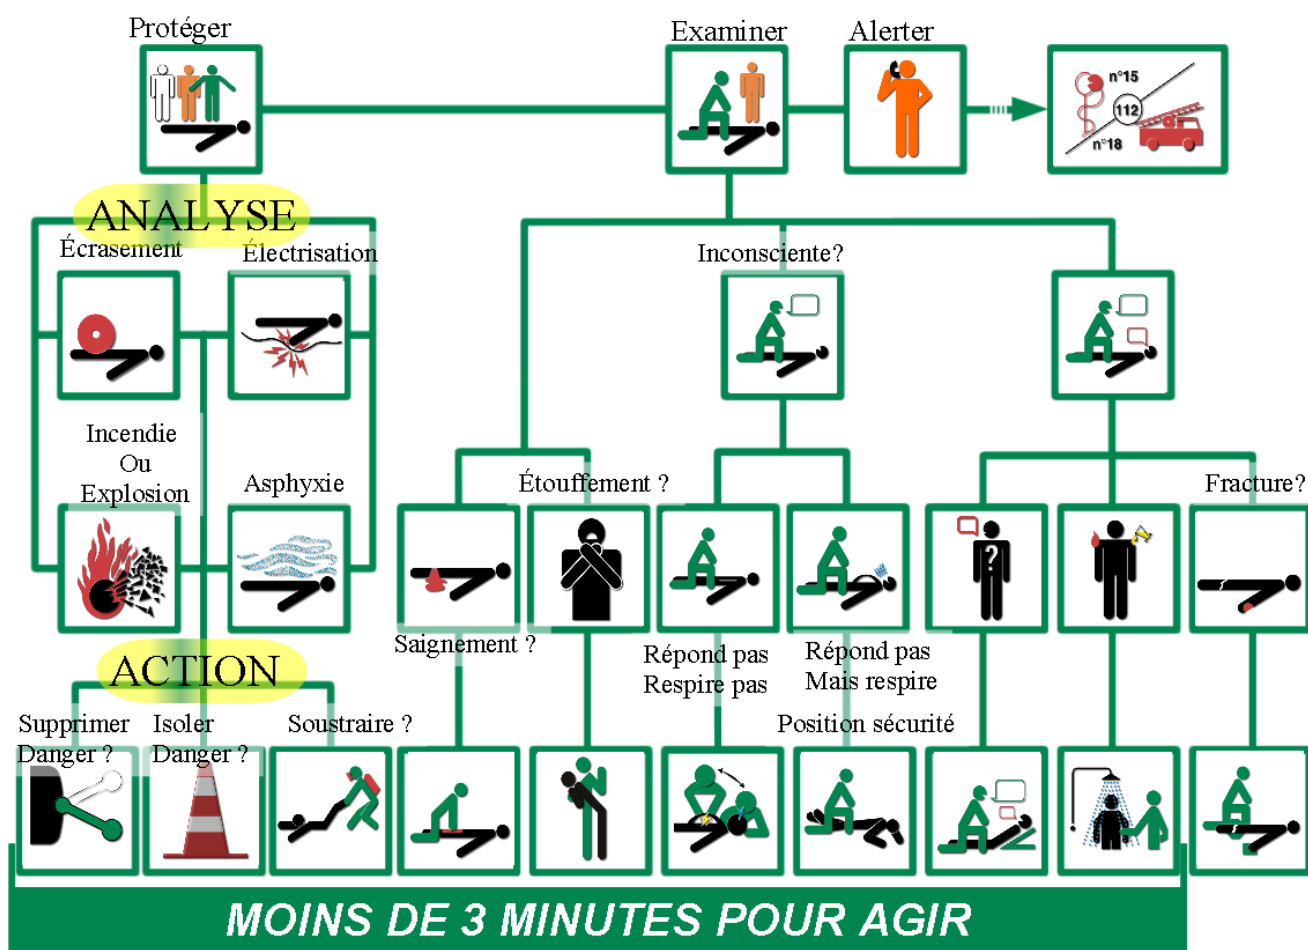 Protéger
Examiner
Alerter
n°15
112
n°18
ANALYSE
Écrasement
Électrisation
Inconsciente?
Incendie
Ou
Explosion
Asphyxie
Étouffement ?
Fracture?
?
Saignement ?
Répond pas
Respire pas
Répond pas
Mais respire
ACTION
Supprimer
Danger ?
Isoler
Danger ?
Soustraire ?
Position sécurité
MOINS DE 3 MINUTES POUR AGIR